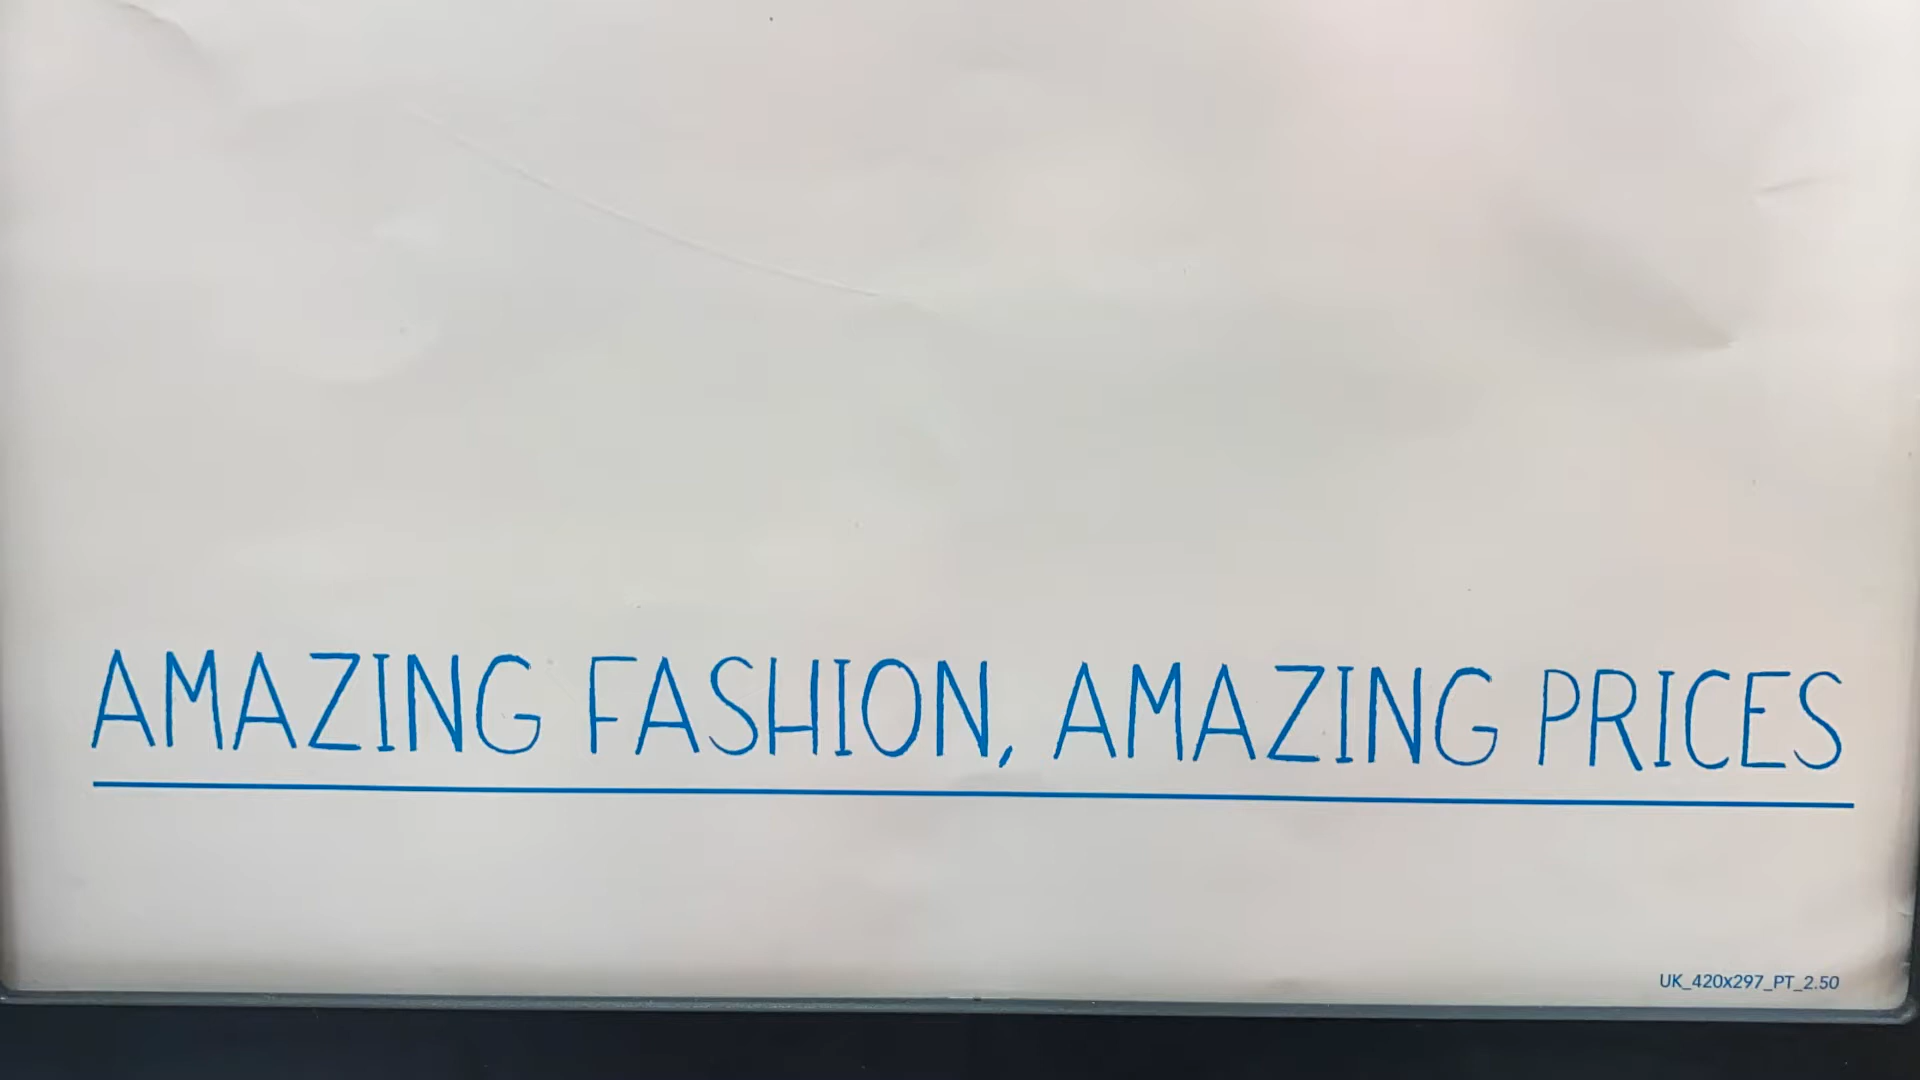 AMAZING FASHION, AMAZING PRICES
UK_420x297_PT_2.50